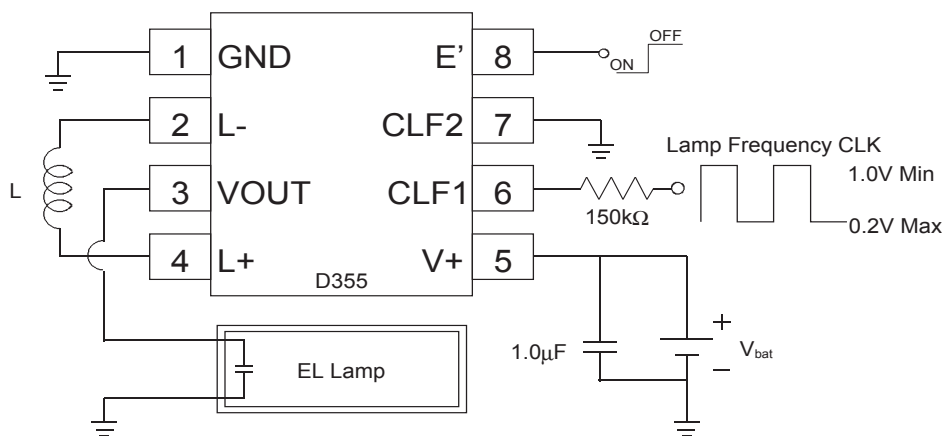 1 GND
2 L-
3 VOUT
4 L+
E’ 8
CLF2 7
CLF1 6
V+ 5
D355
L
ON
OFF
Lamp Frequency CLK
1.0V Min
0.2V Max
150kΩ
1.0μF
+
Vbat
–
EL Lamp